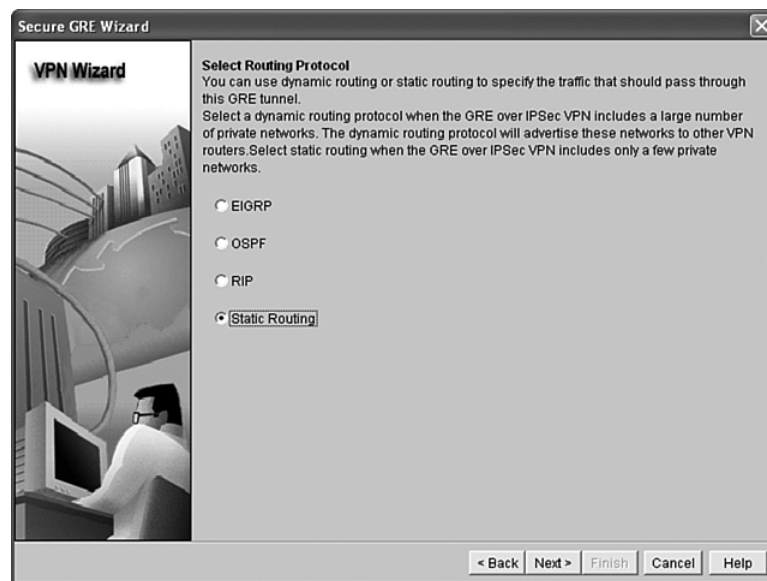 Secure GRE Wizard
VPN Wizard
Select Routing Protocol
You can use dynamic routing or static routing to specify the traffic that should pass through
this GRE tunnel.
Select a dynamic routing protocol when the GRE over IPSec VPN includes a large number
of private networks. The dynamic routing protocol will advertise these networks to other VPN
routers.Select static routing when the GRE over IPSec VPN includes only a few private
networks.
EIGRP
OSPF
RIP
Static Routing
< Back Next > Finish Cancel Help